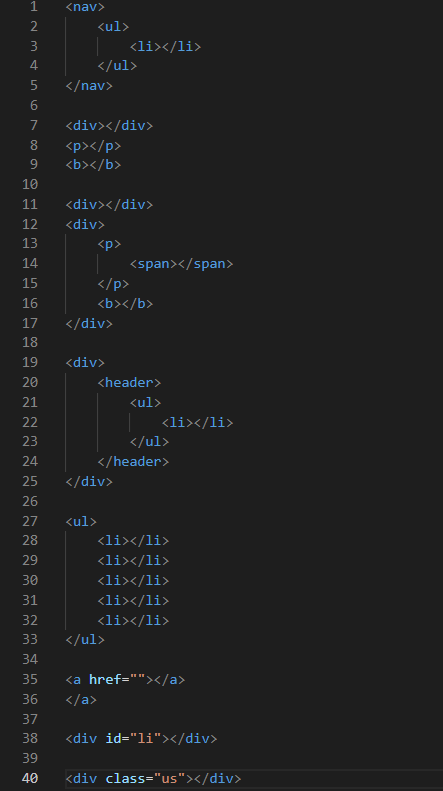 1 <nav>
2     <ul>
3         <li></li>
4     </ul>
5 </nav>
6
7 <div></div>
8 <p></p>
9 <b></b>
10
11 <div></div>
12 <div>
13     <p>
14         <span></span>
15     </p>
16     <b></b>
17 </div>
18
19 <div>
20     <header>
21         <ul>
22             <li></li>
23         </ul>
24     </header>
25 </div>
26
27 <ul>
28     <li></li>
29     <li></li>
30     <li></li>
31     <li></li>
32     <li></li>
33 </ul>
34
35 <a href=""></a>
36 </a>
37
38 <div id="li"></div>
39
40 <div class="us"></div>